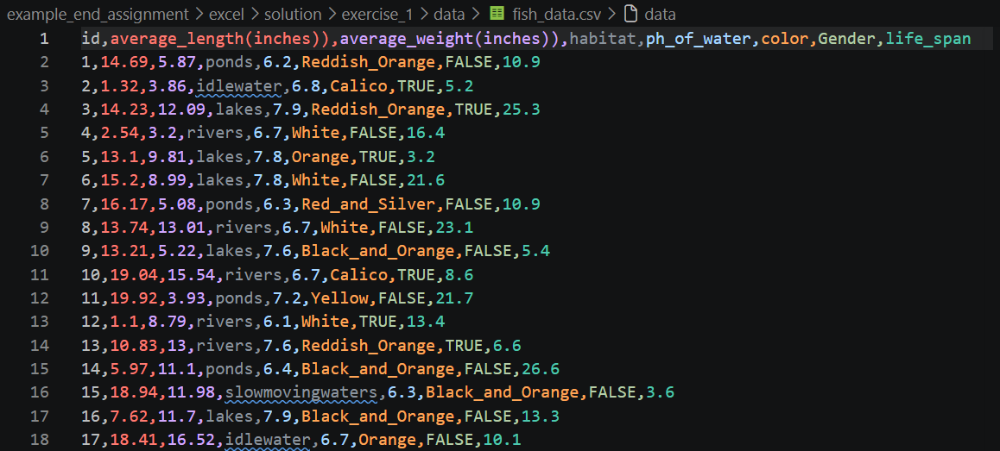 example_end_assignment > excel > solution > exercise_1 > data > fish_data.csv > data
1 id,average_length(inches)),average_weight(inches)),habitat,ph_of_water,color,Gender,life_span
2 1,14.69,5.87,ponds,6.2,Reddish_Orange,FALSE,10.9
3 2,1.32,3.86,idlewater,6.8,Calico,TRUE,5.2
4 3,14.23,12.09,lakes,7.9,Reddish_Orange,TRUE,25.3
5 4,2.54,3.2,rivers,6.7,White,FALSE,16.4
6 5,13.1,9.81,lakes,7.8,Orange,TRUE,3.2
7 6,15.2,8.99,lakes,7.8,White,FALSE,21.6
8 7,16.17,5.08,ponds,6.3,Red_and_Silver,FALSE,10.9
9 8,13.74,13.01,rivers,6.7,White,FALSE,23.1
10 9,13.21,5.22,lakes,7.6,Black_and_Orange,FALSE,5.4
11 10,19.04,15.54,rivers,6.7,Calico,TRUE,8.6
12 11,19.92,3.93,ponds,7.2,Yellow,FALSE,21.7
13 12,1.1,8.79,rivers,6.1,White,TRUE,13.4
14 13,10.83,13,rivers,7.6,Reddish_Orange,TRUE,6.6
15 14,5.97,11.1,ponds,6.4,Black_and_Orange,FALSE,26.6
16 15,18.94,11.98,slowmovingwaters,6.3,Black_and_Orange,FALSE,3.6
17 16,7.62,11.7,lakes,7.9,Black_and_Orange,FALSE,13.3
18 17,18.41,16.52,idlewater,6.7,Orange,FALSE,10.1